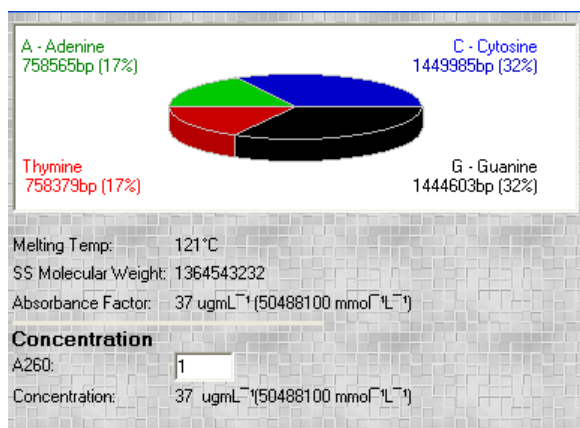 A - Adenine
758565bp (17%)
C - Cytosine
1449985bp (32%)
Thymine
758379bp (17%)
G - Guanine
1444603bp (32%)
Melting Temp: 121°C
SS Molecular Weight: 1364543232
Absorbance Factor: 37 ugmL¯¹(50488100 mmol¯¹L¯¹)
Concentration
A260: 1
Concentration: 37 ugmL¯¹(50488100 mmol¯¹L¯¹)